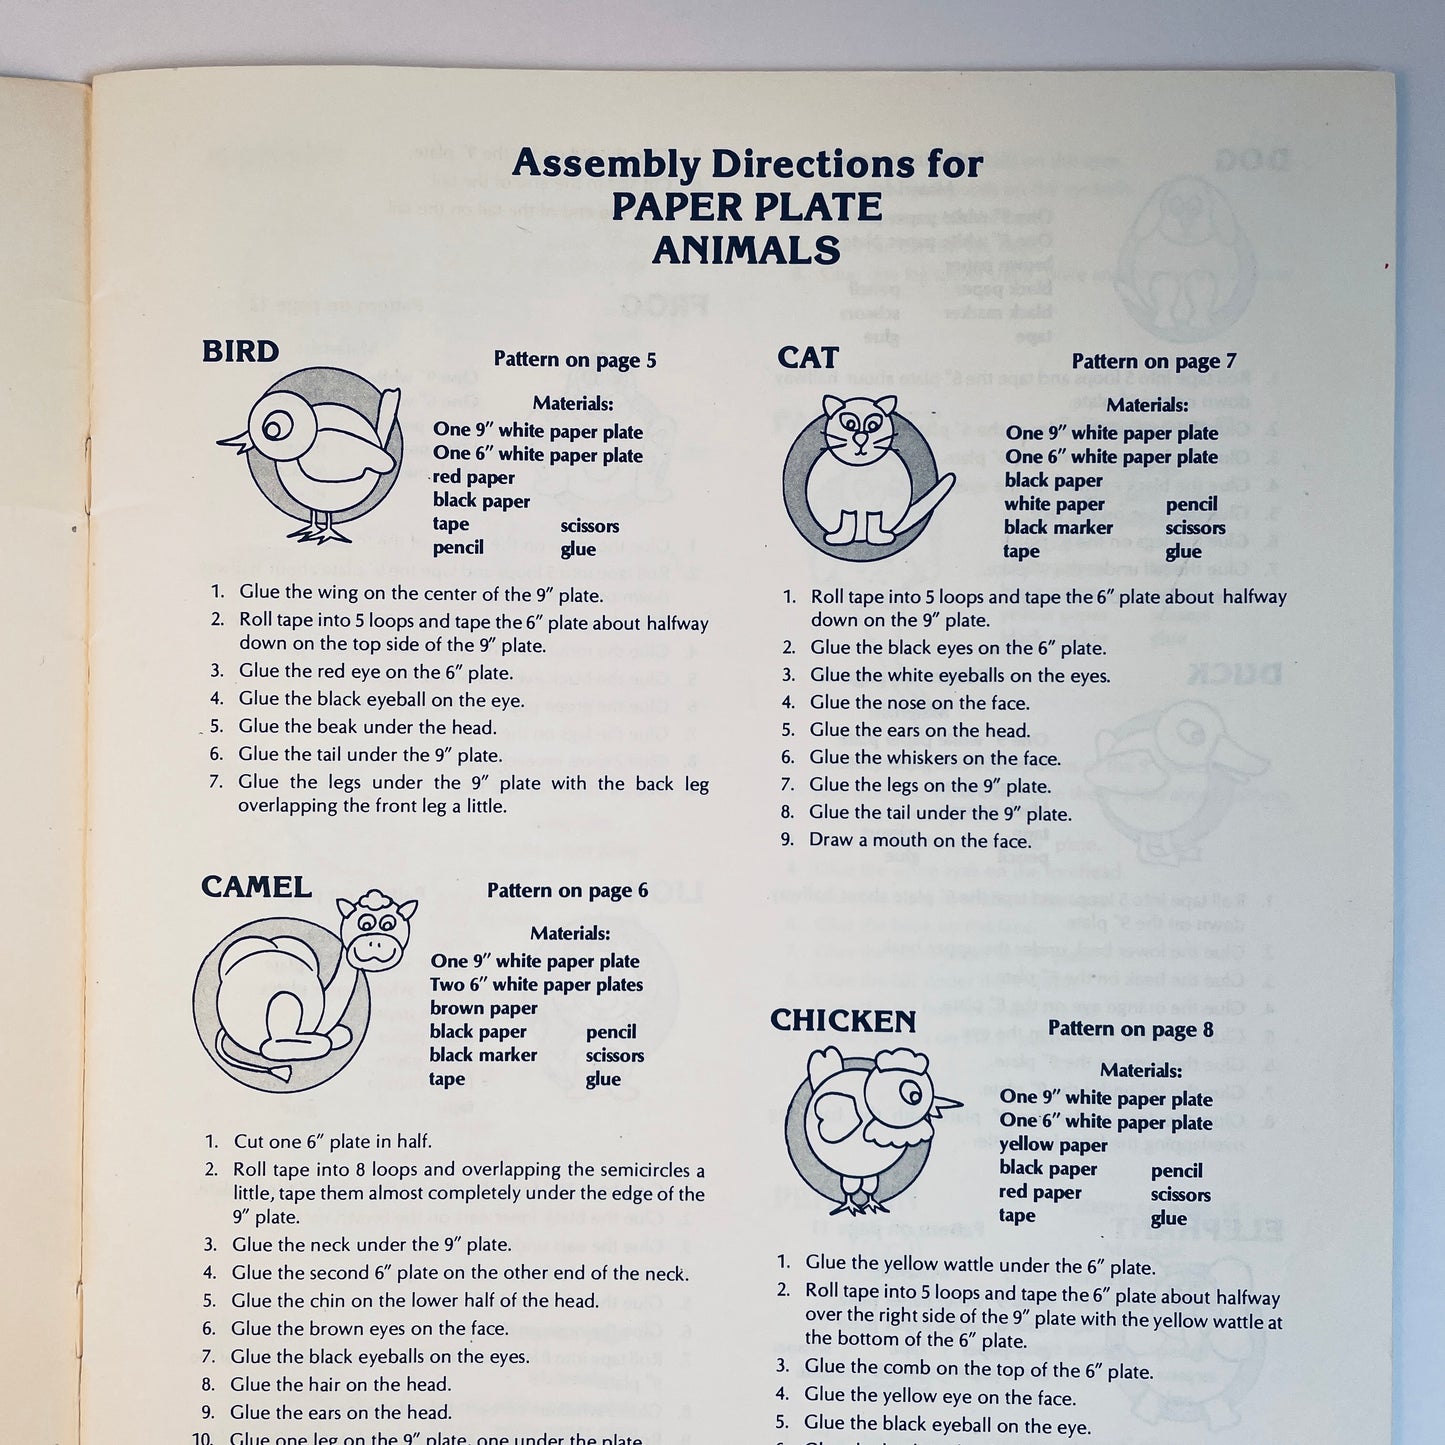 Assembly Directions for
PAPER PLATE
ANIMALS
BIRD
Pattern on page 5
Materials:
One 9″ white paper plate
One 6″ white paper plate
red paper
black paper
tape scissors
pencil glue
1. Glue the wing on the center of the 9″ plate.
2. Roll tape into 5 loops and tape the 6″ plate about halfway
down on the top side of the 9″ plate.
3. Glue the red eye on the 6″ plate.
4. Glue the black eyeball on the eye.
5. Glue the beak under the head.
6. Glue the tail under the 9″ plate.
7. Glue the legs under the 9″ plate with the back leg
overlapping the front leg a little.
CAMEL
Pattern on page 6
Materials:
One 9″ white paper plate
Two 6″ white paper plates
brown paper
black paper pencil
black marker scissors
tape glue
1. Cut one 6″ plate in half.
2. Roll tape into 8 loops and overlapping the semicircles a
little, tape them almost completely under the edge of the
9″ plate.
3. Glue the neck under the 9″ plate.
4. Glue the second 6″ plate on the other end of the neck.
5. Glue the chin on the lower half of the head.
6. Glue the brown eyes on the face.
7. Glue the black eyeballs on the eyes.
8. Glue the hair on the head.
9. Glue the ears on the head.
10. Glue one leg on the 9″ plate, one under the plate
CAT
Pattern on page 7
Materials:
One 9″ white paper plate
One 6″ white paper plate
black paper
white paper pencil
black marker scissors
tape glue
1. Roll tape into 5 loops and tape the 6″ plate about halfway
down on the 9″ plate.
2. Glue the black eyes on the 6″ plate.
3. Glue the white eyeballs on the eyes.
4. Glue the nose on the face.
5. Glue the ears on the head.
6. Glue the whiskers on the face.
7. Glue the legs on the 9″ plate.
8. Glue the tail under the 9″ plate.
9. Draw a mouth on the face.
CHICKEN
Pattern on page 8
Materials:
One 9″ white paper plate
One 6″ white paper plate
yellow paper
black paper pencil
red paper scissors
tape glue
1. Glue the yellow wattle under the 6″ plate.
2. Roll tape into 5 loops and tape the 6″ plate about halfway
over the right side of the 9″ plate with the yellow wattle at
the bottom of the 6″ plate.
3. Glue the comb on the top of the 6″ plate.
4. Glue the yellow eye on the face.
5. Glue the black eyeball on the eye.